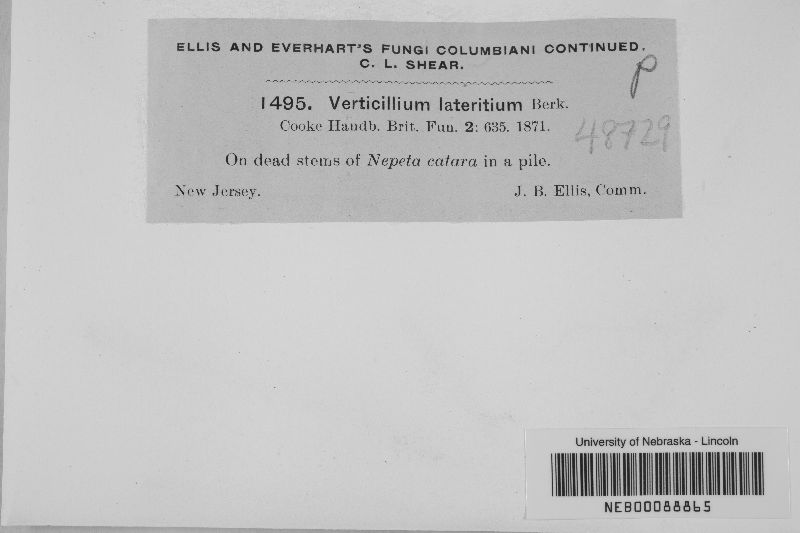 ELLIS AND EVERHART'S FUNGI COLUMBIANI CONTINUED.
C. L. SHEAR.
p
1495. Verticillium lateritium Berk.
Cooke Handb. Brit. Fun. 2: 635. 1871.
48729
On dead stems of Nepeta catara in a pile.
New Jersey. J. B. Ellis, Comm.
University of Nebraska - Lincoln
NEB00088865